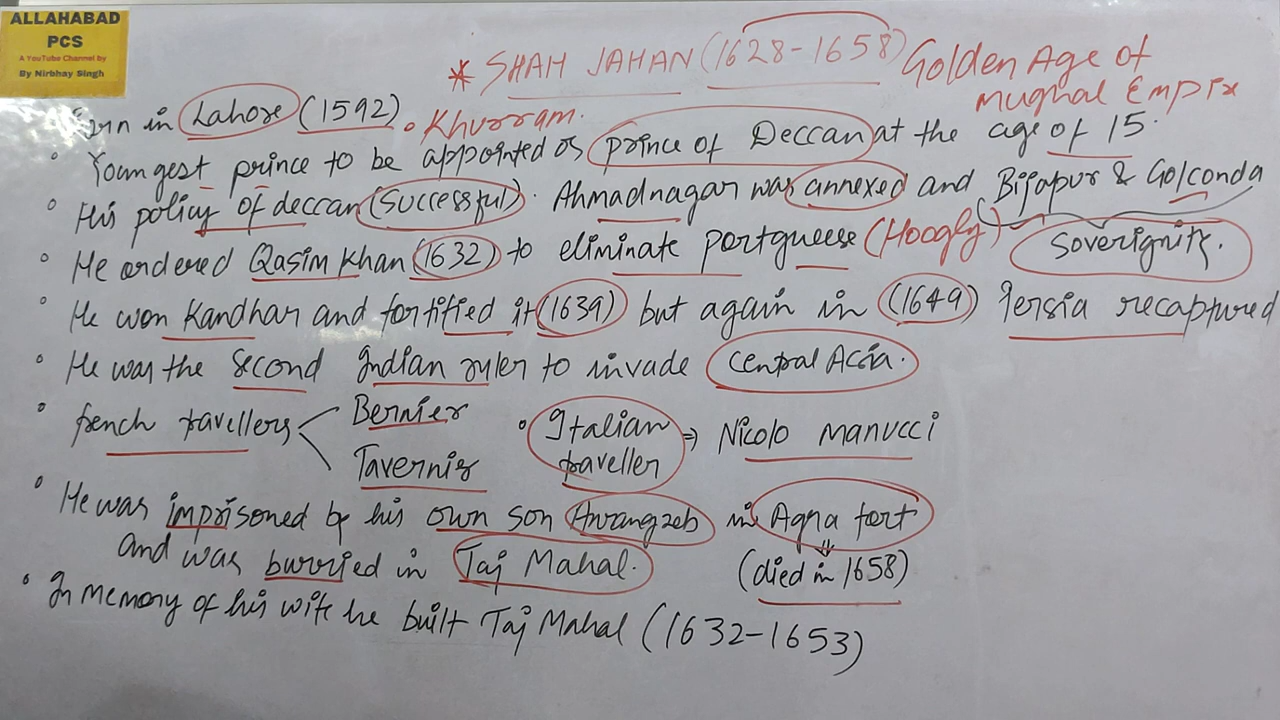 ALLAHABAD
PCS
A YouTube Channel by
By Nirbhay Singh
* SHAH JAHAN (1628-1658) Golden Age of
Mughal Empire
Born in Lahore (1592) • Khurram.
• Youngest prince to be appointed as prince of Deccan at the age of 15.
• His policy of deccan (Successful). Ahmadnagar was annexed and Bijapur & Golconda
Soverignity.
• He ordered Qasim Khan (1632) to eliminate portgueese (Hoogly)
• He won Kandhar and fortified it (1639) but again in (1649) Persia recaptured
• He was the Second Indian ruler to invade Central Acia.
• french travellers Bernier
Tavernier
• Italian traveller ⇒ Nicolo Manucci
• He was imprisoned by his own son Aurangzeb in Agra fort
and was burried in Taj Mahal. (died in 1658)
• In memory of his wife he built Taj Mahal (1632-1653)